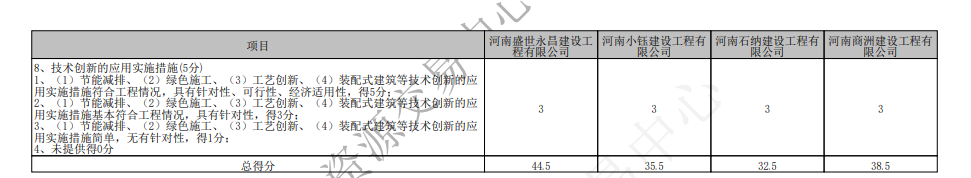 项目
河南盛世永昌建设工
程有限公司
河南小钰建设工程有
限公司
河南石纳建设工程有
限公司
河南商洲建设工程有
限公司
8、技术创新的应用实施措施(5分)
1、（1）节能减排、（2）绿色施工、（3）工艺创新、（4）装配式建筑等技术创新的应
用实施措施符合工程情况，具有针对性、可行性、经济适用性，得5分；
2、（1）节能减排、（2）绿色施工、（3）工艺创新、（4）装配式建筑等技术创新的应
用实施措施基本符合工程情况，具有针对性，得3分；
3、（1）节能减排、（2）绿色施工、（3）工艺创新、（4）装配式建筑等技术创新的应
用实施措施简单，无有针对性，得1分；
4、未提供得0分
3
3
3
3
总得分
44.5
35.5
32.5
38.5
资源交易中心
易中心